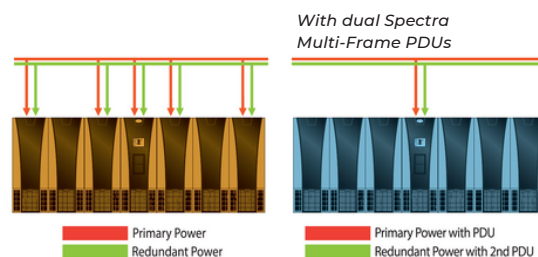 With dual Spectra
Multi-Frame PDUs
Primary Power
Redundant Power
Primary Power with PDU
Redundant Power with 2nd PDU